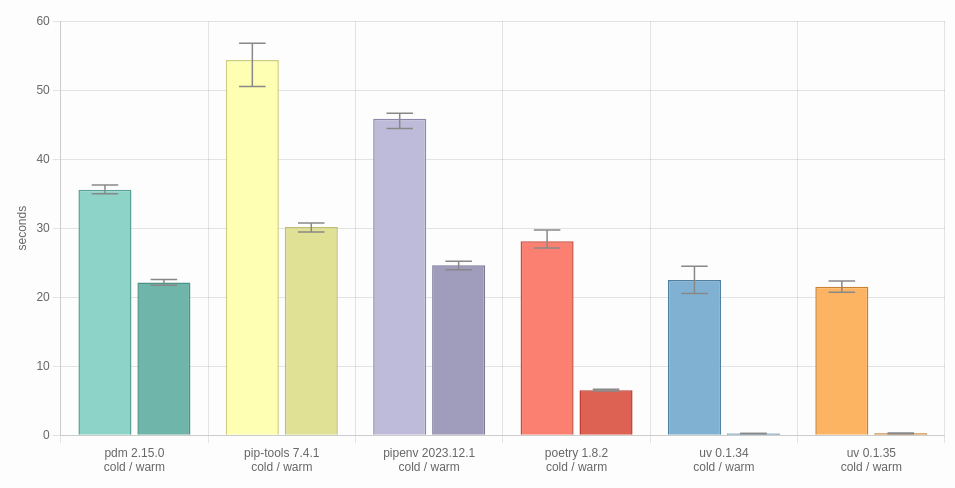 60
50
40
30
20
10
0
seconds
pdm 2.15.0
cold / warm
pip-tools 7.4.1
cold / warm
pipenv 2023.12.1
cold / warm
poetry 1.8.2
cold / warm
uv 0.1.34
cold / warm
uv 0.1.35
cold / warm